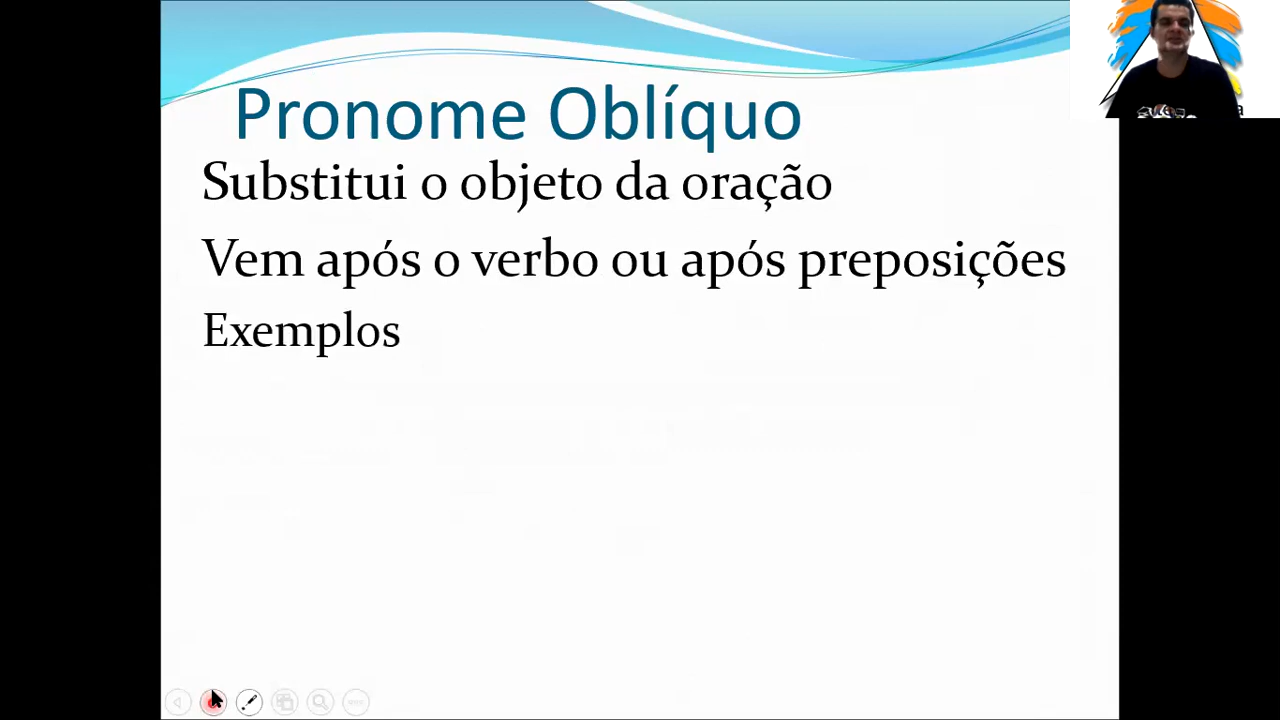 Pronome Oblíquo
Substitui o objeto da oração
Vem após o verbo ou após preposições
Exemplos